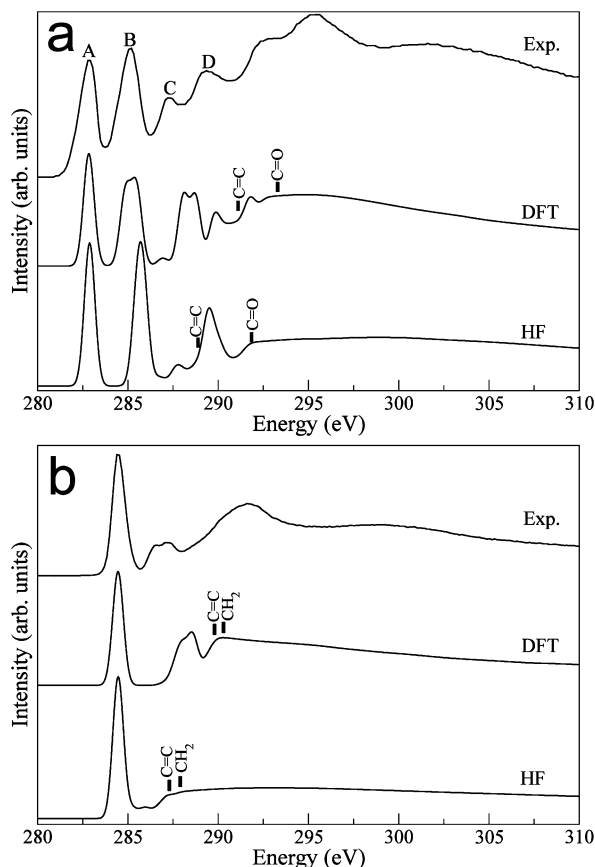 a
A
B
C
D
Exp.
C=C
C=O
DFT
C=C
C=O
HF
Intensity (arb. units)
280 285 290 295 300 305 310
Energy (eV)
b
Exp.
C=C
CH2
DFT
C=C
CH2
HF
Intensity (arb. units)
280 285 290 295 300 305 310
Energy (eV)